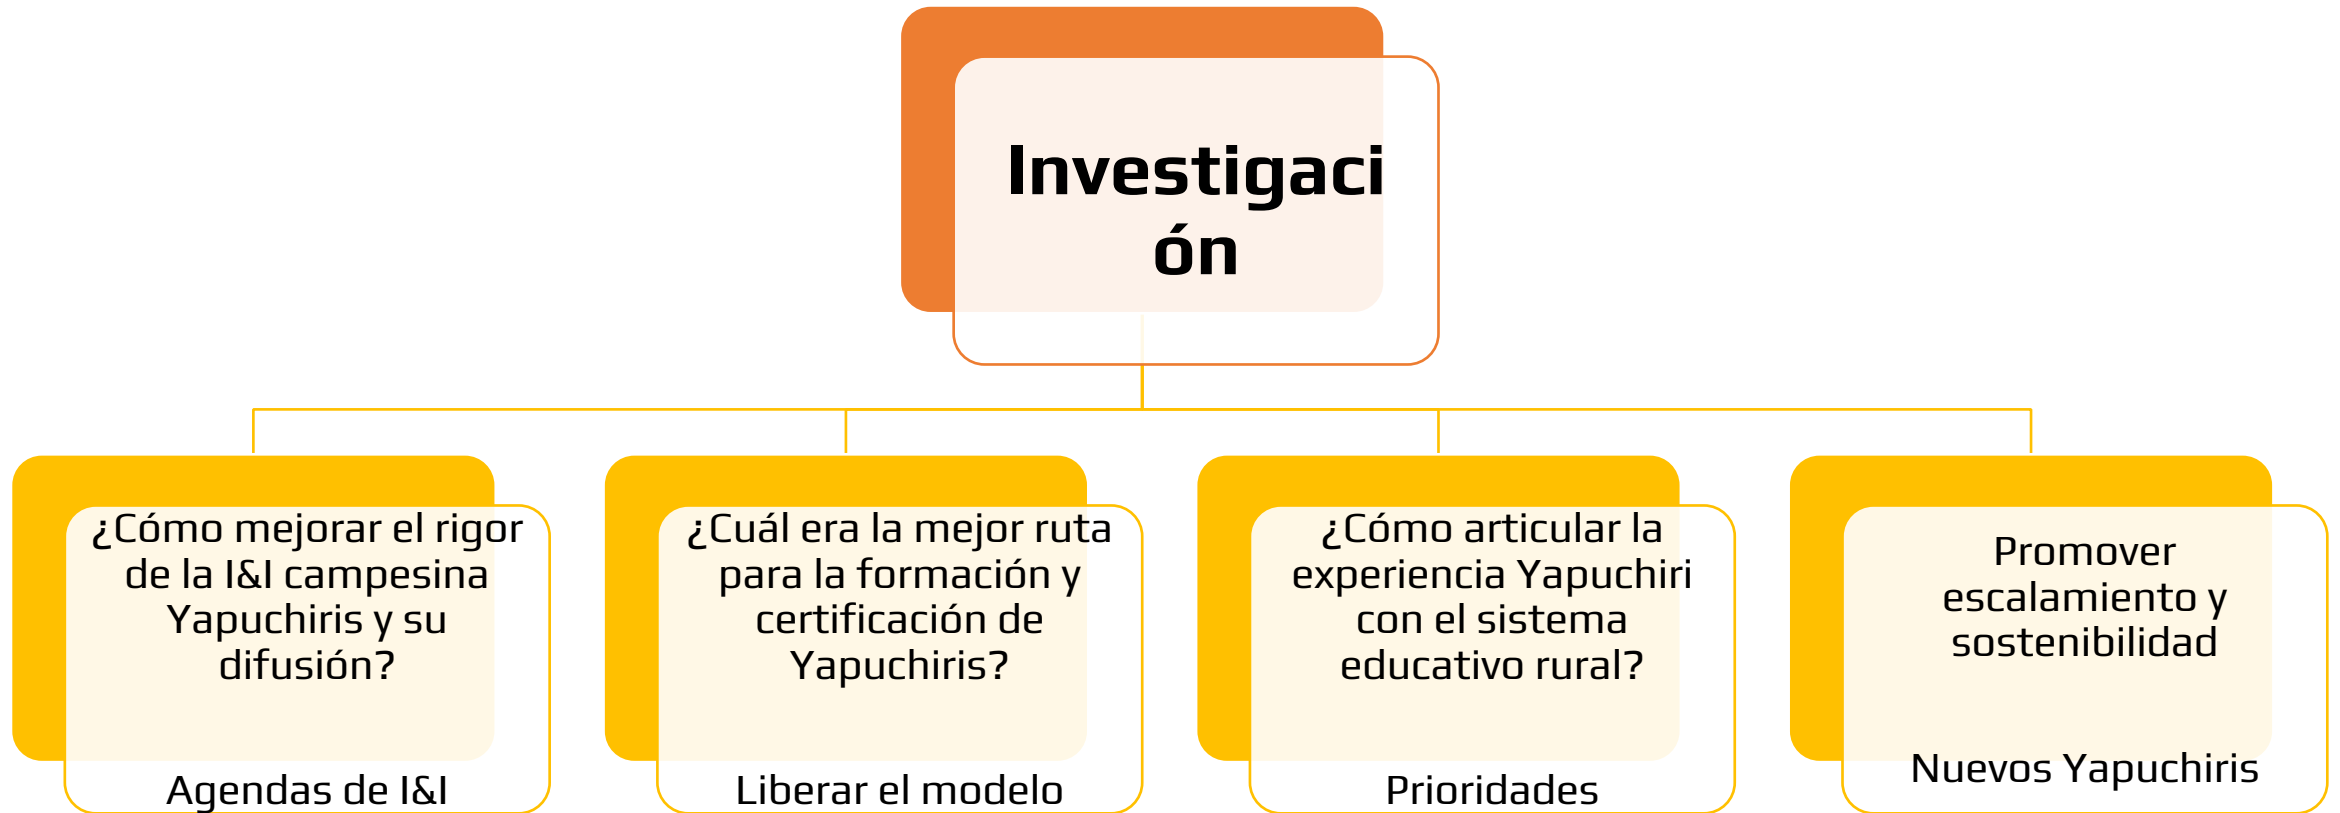 Investigaci
ón
¿Cómo mejorar el rigor
de la I&I campesina
Yapuchiris y su
difusión?
Agendas de I&I
¿Cuál era la mejor ruta
para la formación y
certificación de
Yapuchiris?
Liberar el modelo
¿Cómo articular la
experiencia Yapuchiri
con el sistema
educativo rural?
Prioridades
Promover
escalamiento y
sostenibilidad
Nuevos Yapuchiris